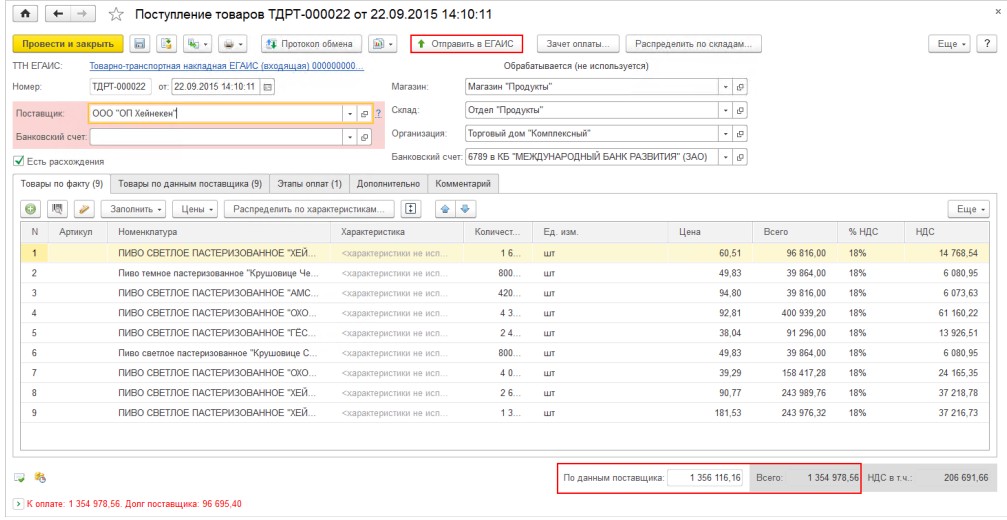 Поступление товаров ТДРТ-000022 от 22.09.2015 14:10:11
Провести и закрыть Протокол обмена Отправить в ЕГАИС Зачет оплаты... Распределить по складам... Еще ?
ТТН ЕГАИС: Товарно-транспортная накладная ЕГАИС (входящая) 000000000... Обрабатывается (не используется)
Номер: ТДРТ-000022 от: 22.09.2015 14:10:11 Магазин: Магазин "Продукты"
Поставщик: ООО "ОП Хейнекен" ? Склад: Отдел "Продукты"
Банковский счет: Организация: Торговый дом "Комплексный"
Есть расхождения Банковский счет: 6789 в КБ "МЕЖДУНАРОДНЫЙ БАНК РАЗВИТИЯ" (ЗАО)
Товары по факту (9) Товары по данным поставщика (9) Этапы оплат (1) Дополнительно Комментарий
Заполнить Цены Распределить по характеристикам... Еще
N Артикул Номенклатура Характеристика Количест... Ед. изм. Цена Всего % НДС НДС
1 ПИВО СВЕТЛОЕ ПАСТЕРИЗОВАННОЕ "ХЕЙ... <характеристики не исп... 1 6... шт 60,51 96 816,00 18% 14 768,54
2 Пиво темное пастеризованное "Крушовице Че... <характеристики не исп... 800... шт 49,83 39 864,00 18% 6 080,95
3 ПИВО СВЕТЛОЕ ПАСТЕРИЗОВАННОЕ "АМС... <характеристики не исп... 420... шт 94,80 39 816,00 18% 6 073,63
4 ПИВО СВЕТЛОЕ ПАСТЕРИЗОВАННОЕ "ОХО... <характеристики не исп... 4 3... шт 92,81 400 939,20 18% 61 160,22
5 ПИВО СВЕТЛОЕ ПАСТЕРИЗОВАННОЕ "ГЁС... <характеристики не исп... 2 4... шт 38,04 91 296,00 18% 13 926,51
6 Пиво светлое пастеризованное "Крушовице С... <характеристики не исп... 800... шт 49,83 39 864,00 18% 6 080,95
7 ПИВО СВЕТЛОЕ ПАСТЕРИЗОВАННОЕ "ОХО... <характеристики не исп... 4 0... шт 39,29 158 417,28 18% 24 165,35
8 ПИВО СВЕТЛОЕ ПАСТЕРИЗОВАННОЕ "ХЕЙ... <характеристики не исп... 2 6... шт 90,77 243 989,76 18% 37 218,78
9 ПИВО СВЕТЛОЕ ПАСТЕРИЗОВАННОЕ "ХЕЙ... <характеристики не исп... 1 3... шт 181,53 243 976,32 18% 37 216,73
По данным поставщика: 1 356 116,16 Всего: 1 354 978,56 НДС в т.ч.: 206 691,66
К оплате: 1 354 978,56. Долг поставщика: 96 695,40